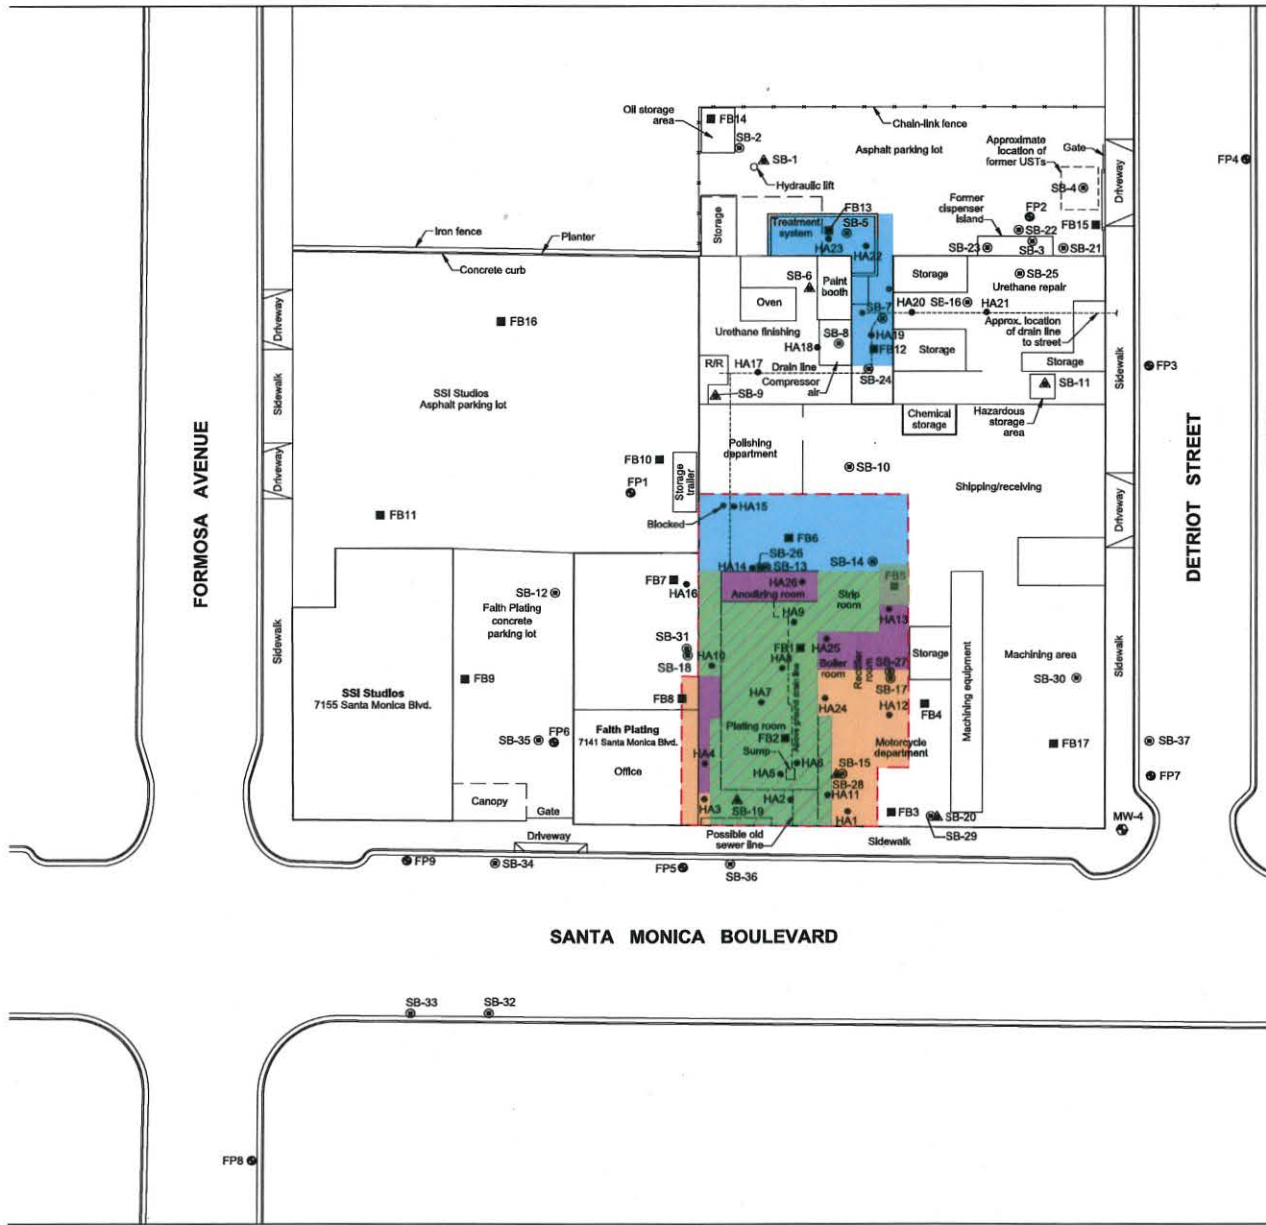 Oil storage
area
FB14
SB-2
SB-1
Hydraulic lift
Chain-link fence
Asphalt parking lot
Approximate
location of
former USTs
Gate
Driveway
FP4
SB-4
Former
dispenser
Island
FP2
SB-22
FB15
SB-23
SB-3
SB-21
Storage
Treatment
system
FB13
SB-5
HA23
HA22
Iron fence
Planter
Concrete curb
SB-6
Paint
booth
Oven
Storage
SB-25
Urethane repair
SB-7
HA20
SB-16
HA21
Approx. location
of drain line
to street
Urethane finishing
SB-8
HA18
HA19
FB12
Storage
Storage
FP3
R/R
HA17
Drain line
Compressor
air
SB-24
SB-9
SB-11
Hazardous
storage
area
Chemical
storage
Driveway
Sidewalk
Driveway
Sidewalk
Sidewalk
FB16
SSI Studios
Asphalt parking lot
FORMOSA AVENUE
DETRIOT STREET
Polishing
department
SB-10
Shipping/receiving
FB10
FP1
Storage
trailer
FB11
Blocked
HA15
Driveway
FB6
SB-26
HA14
SB-13
SB-14
FB7
HA16
HA26
Anodizing room
Strip
room
FB5
SB-12
Faith Plating
concrete
parking lot
HA9
HA13
SB-31
SB-18
HA10
FB1
HA8
HA25
Boiler
room
Rectifier
room
SB-27
SB-17
Storage
Machining area
SB-30
Sidewalk
SSI Studios
7155 Santa Monica Blvd.
FB9
FB8
HA7
HA24
HA12
FB4
Machining equipment
Above ground drain line
Plating room
FB2
Faith Plating
7141 Santa Monica Blvd.
SB-35
FP6
Office
Sump
Motorcycle
department
FB17
SB-37
HA4
HA5
HA6
SB-15
SB-28
FP7
Canopy
Gate
HA3
SB-19
HA2
HA11
HA1
FB3
SB-20
SB-29
MW-4
Driveway
Possible old
sewer line
Sidewalk
FP9
SB-34
FP5
SB-36
SANTA MONICA BOULEVARD
SB-33
SB-32
FP8